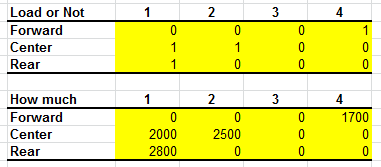 Load or Not 1 2 3 4
Forward 0 0 0 1
Center 1 1 0 0
Rear 1 0 0 0
How much 1 2 3 4
Forward 0 0 0 1700
Center 2000 2500 0 0
Rear 2800 0 0 0